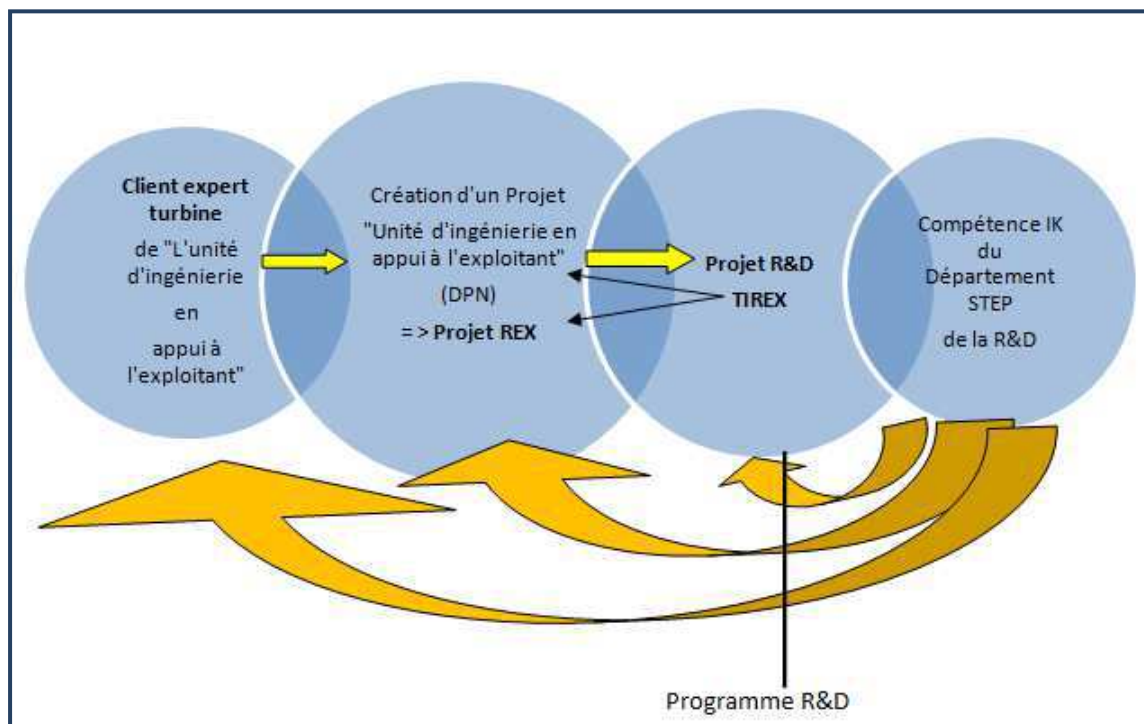 Client expert
turbine
de "L'unité
d'ingénierie
en
appui à
l'exploitant"
Création d'un Projet
"Unité d'ingénierie en
appui à l'exploitant"
(DPN)
= > Projet REX
Projet R&D
TIREX
Compétence IK
du
Département
STEP
de la R&D
Programme R&D